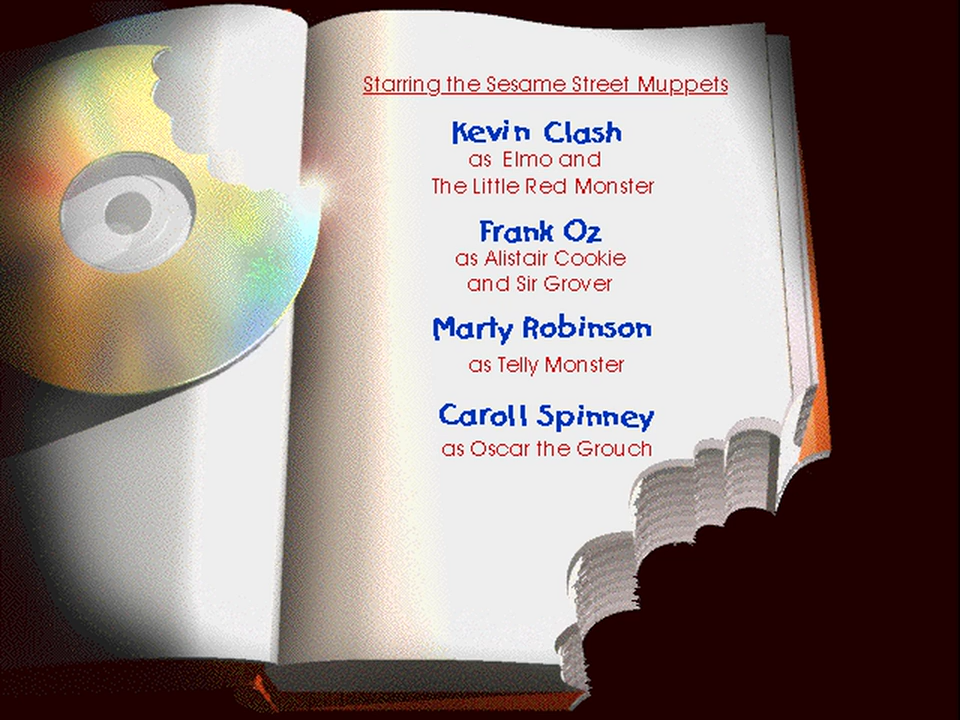 Starring the Sesame Street Muppets
Kevin Clash
as Elmo and
The Little Red Monster
Frank Oz
as Alistair Cookie
and Sir Grover
Marty Robinson
as Telly Monster
Caroll Spinney
as Oscar the Grouch